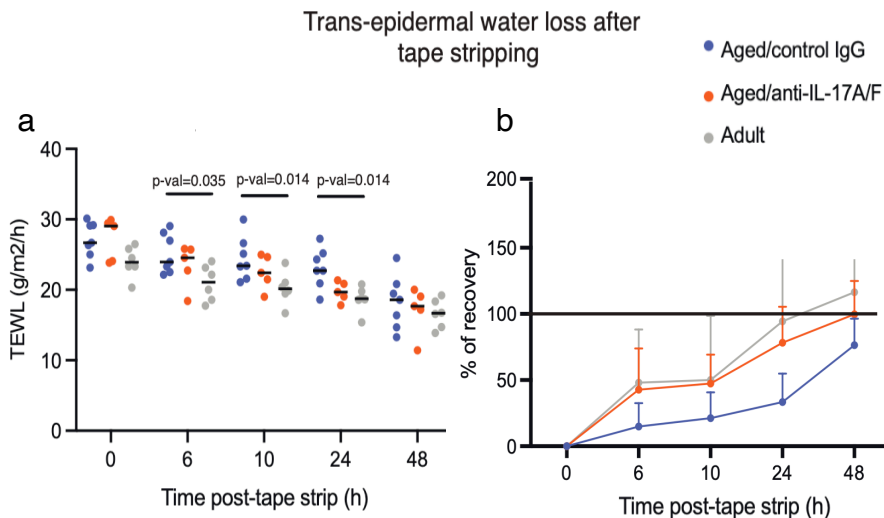 Trans-epidermal water loss after
tape stripping
Aged/control IgG
Aged/anti-IL-17A/F
Adult
a
40
30
20
10
0
TEWL (g/m2/h)
p-val=0.035
p-val=0.014
p-val=0.014
0 6 10 24 48
Time post-tape strip (h)
b
200
150
100
50
0
% of recovery
0 6 10 24 48
Time post-tape strip (h)